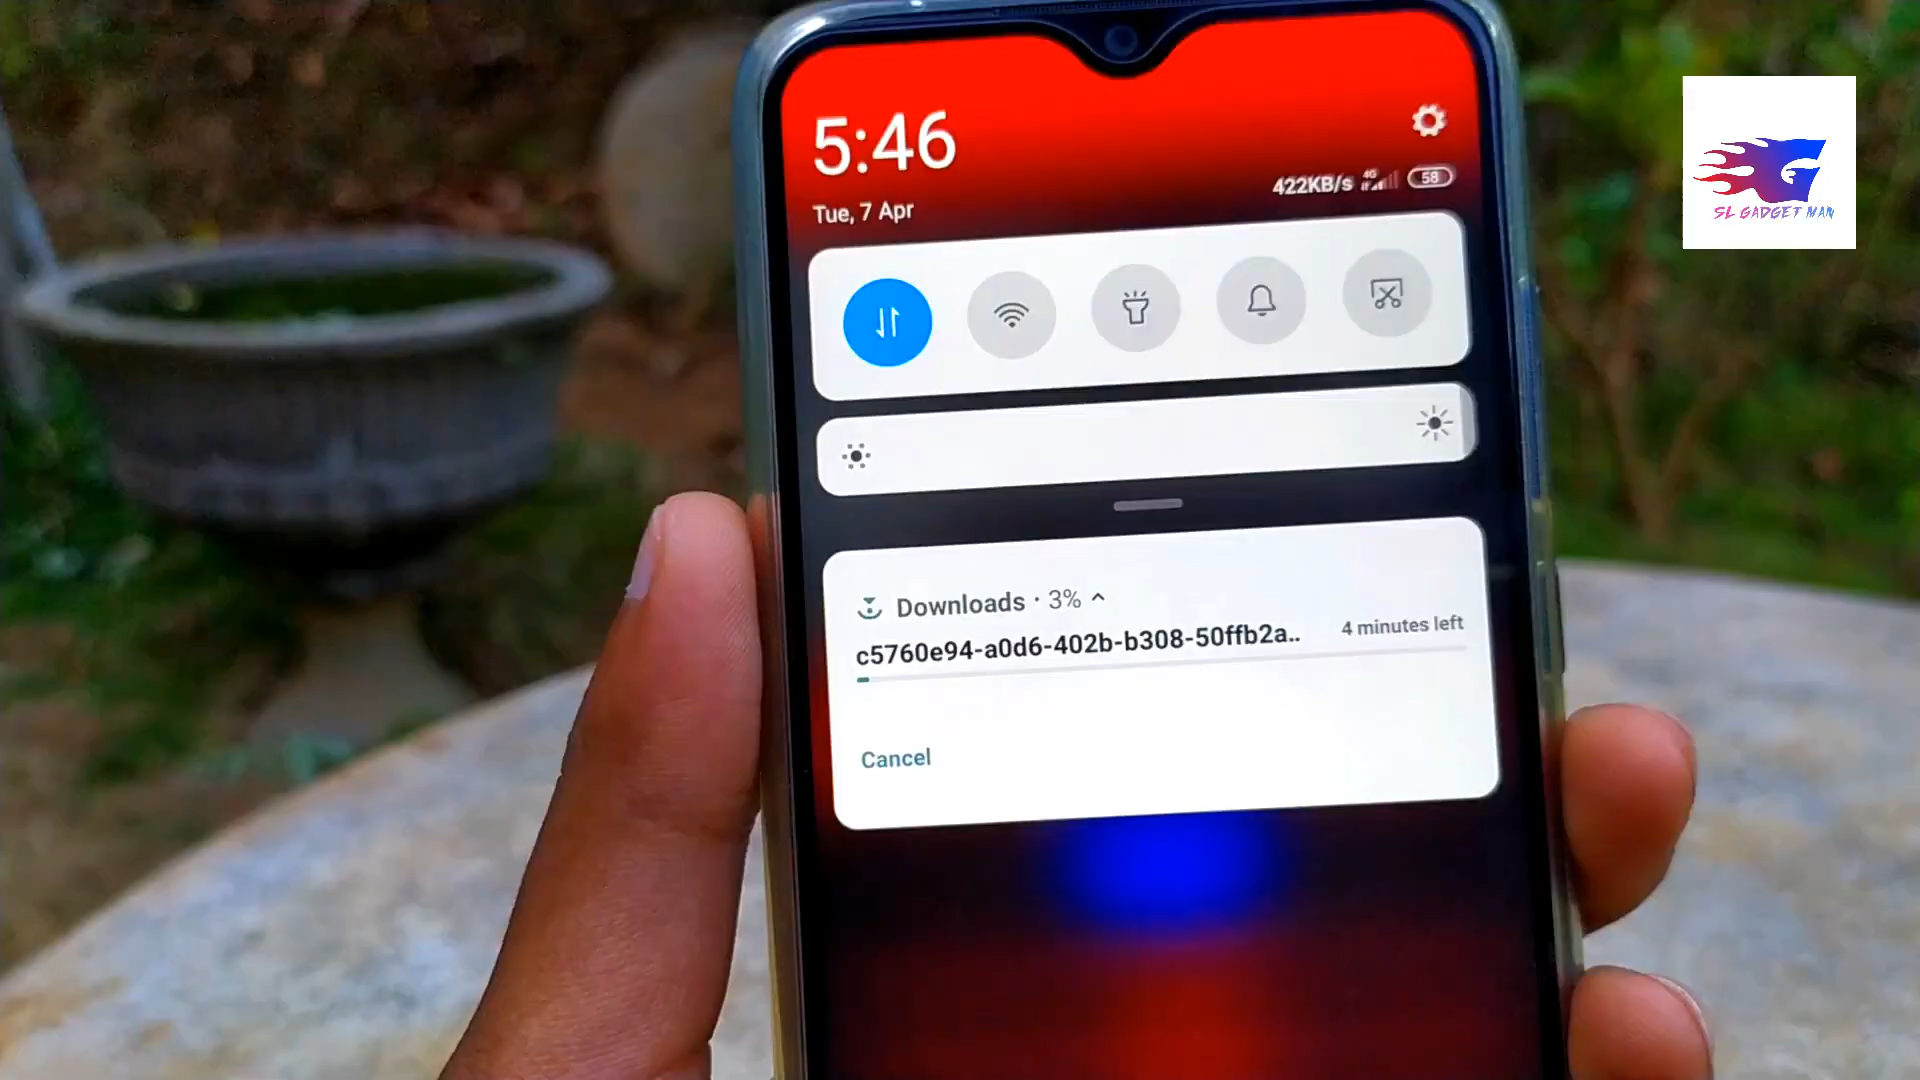 5:46
Tue, 7 Apr
422KB/s 4G 58
Downloads · 3%
c5760e94-a0d6-402b-b308-50ffb2a..
4 minutes left
Cancel
SL GADGET MAN